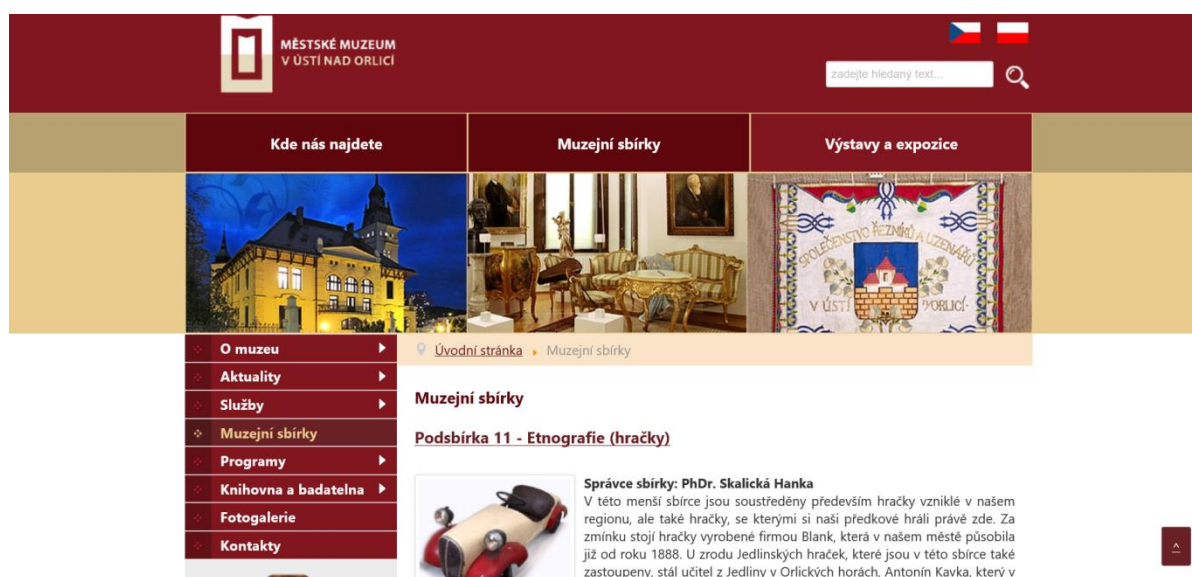 MĚSTSKÉ MUZEUM
V ÚSTÍ NAD ORLICÍ
zadejte hledaný text...
Kde nás najdete
Muzejní sbírky
Výstavy a expozice
SPOLEČENSTVO ŘEZNÍKŮ A UZENÁŘŮ
V ÚSTÍ N/ORLICÍ.
O muzeu
Aktuality
Služby
Muzejní sbírky
Programy
Knihovna a badatelna
Fotogalerie
Kontakty
Úvodní stránka Muzejní sbírky
Muzejní sbírky
Podsbírka 11 - Etnografie (hračky)
Správce sbírky: PhDr. Skalická Hanka
V této menší sbírce jsou soustředěny především hračky vzniklé v našem
regionu, ale také hračky, se kterými si naši předkové hráli právě zde. Za
zmínku stojí hračky vyrobené firmou Blank, která v našem městě působila
již od roku 1888. U zrodu Jedlinských hraček, které jsou v této sbírce také
zastoupeny, stál učitel z Jedliny v Orlických horách, Antonín Kavka, který v
^